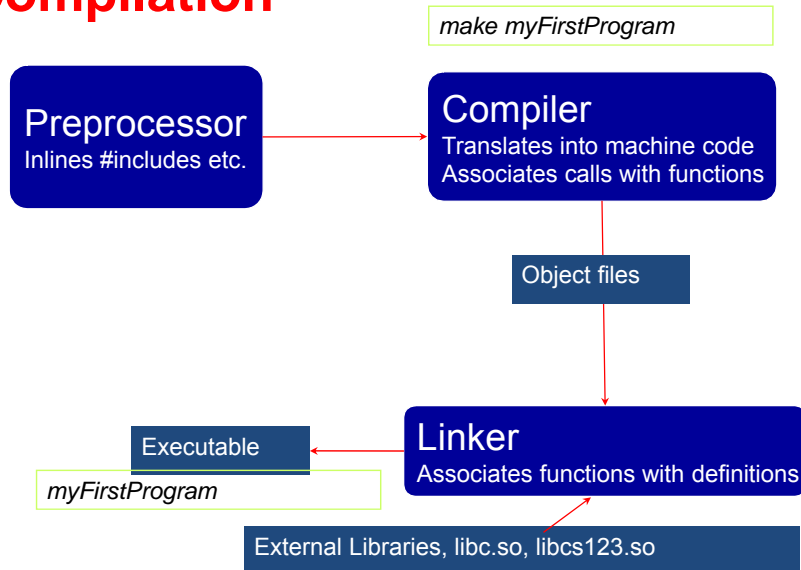 make myFirstProgram
Preprocessor
Inlines #includes etc.
Compiler
Translates into machine code
Associates calls with functions
Object files
Linker
Associates functions with definitions
Executable
myFirstProgram
External Libraries, libc.so, libcs123.so